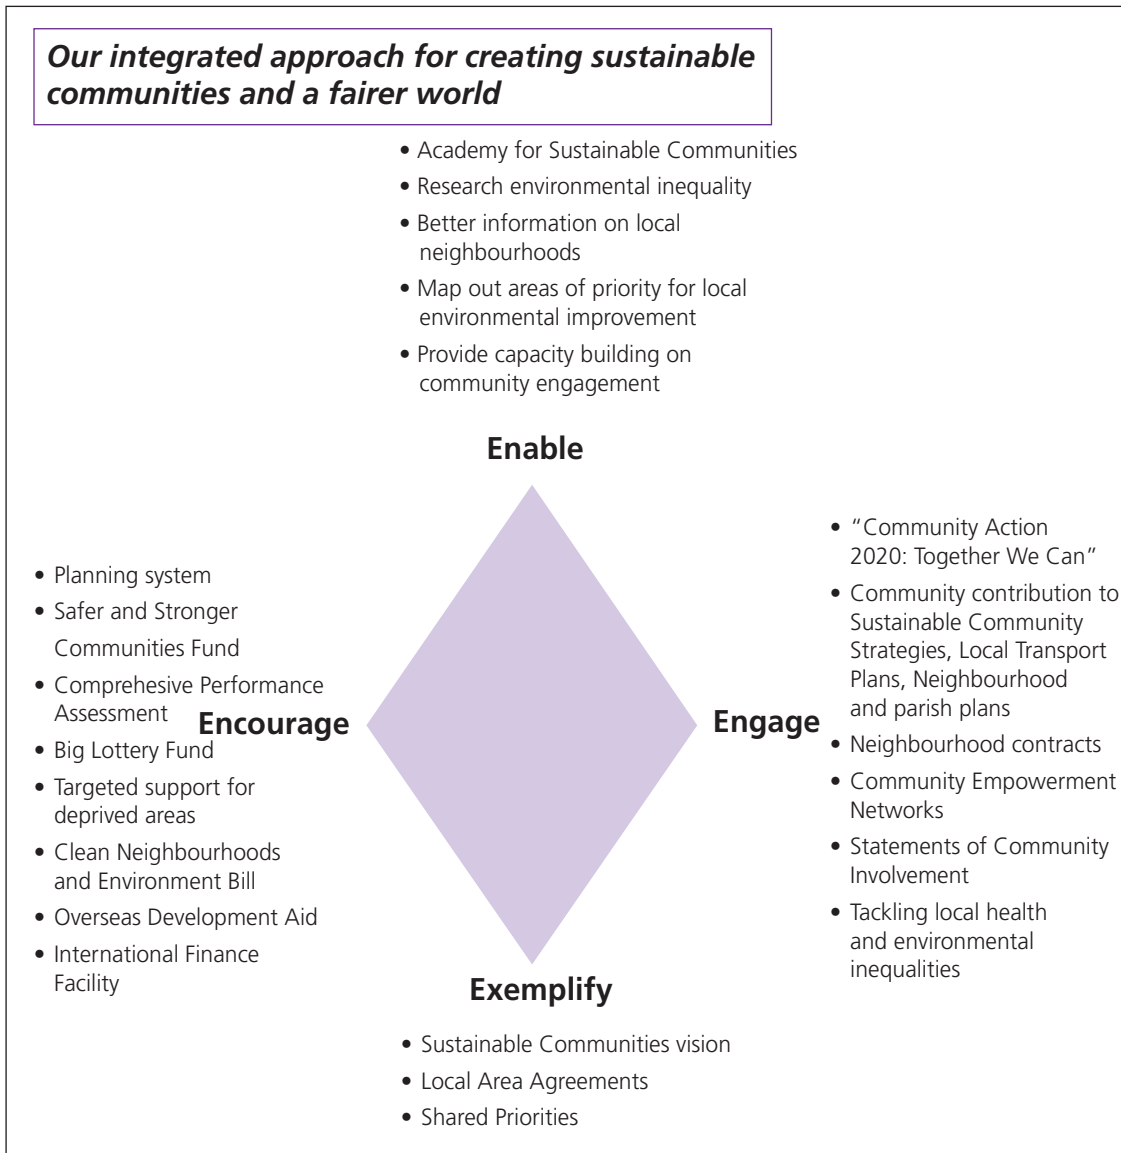 Our integrated approach for creating sustainable
communities and a fairer world
• Academy for Sustainable Communities
• Research environmental inequality
• Better information on local
neighbourhoods
• Map out areas of priority for local
environmental improvement
• Provide capacity building on
community engagement
Enable
• Planning system
• Safer and Stronger
Communities Fund
• Comprehesive Performance
Assessment
• Big Lottery Fund
• Targeted support for
deprived areas
• Clean Neighbourhoods
and Environment Bill
• Overseas Development Aid
• International Finance
Facility
Encourage
Engage
• “Community Action
2020: Together We Can”
• Community contribution to
Sustainable Community
Strategies, Local Transport
Plans, Neighbourhood
and parish plans
• Neighbourhood contracts
• Community Empowerment
Networks
• Statements of Community
Involvement
• Tackling local health
and environmental
inequalities
Exemplify
• Sustainable Communities vision
• Local Area Agreements
• Shared Priorities